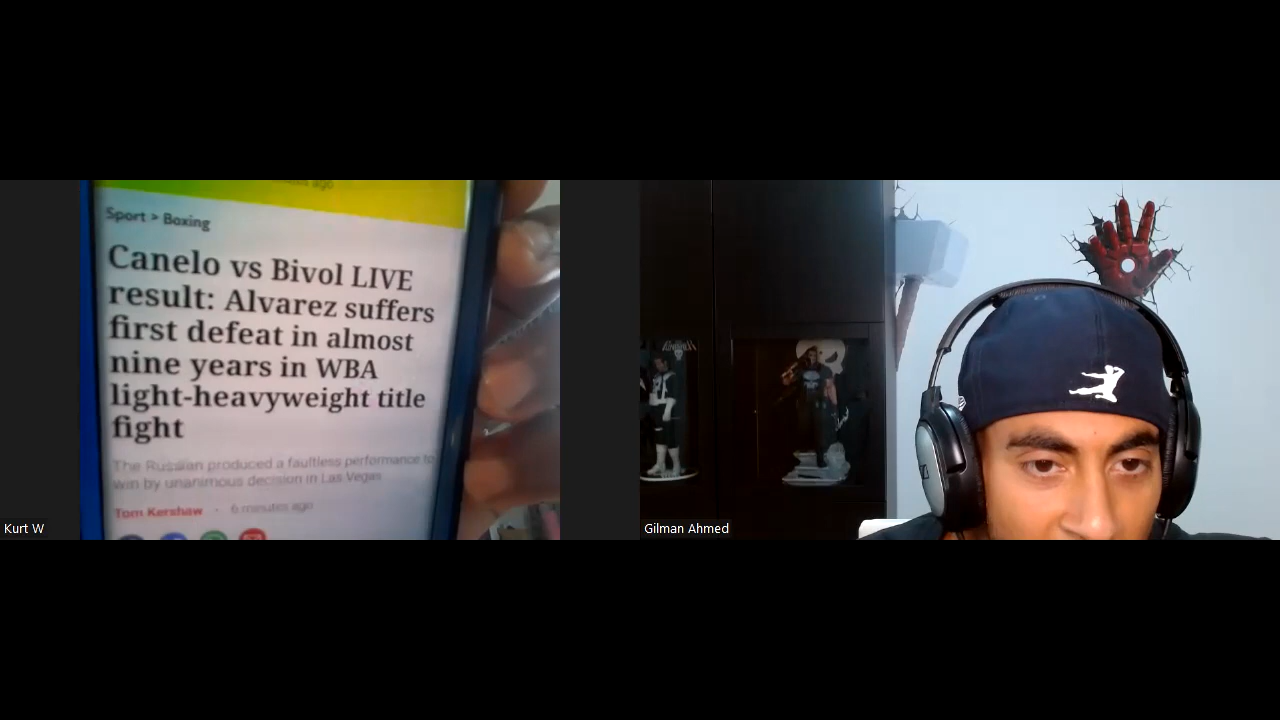 Sport > Boxing
Canelo vs Bivol LIVE
result: Alvarez suffers
first defeat in almost
nine years in WBA
light-heavyweight title
fight
The Russian produced a faultless performance to
win by unanimous decision in Las Vegas
Tom Kershaw · 6 minutes ago
Kurt W
Gilman Ahmed